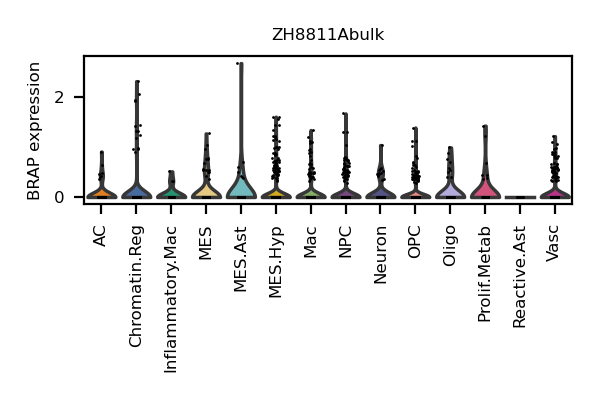 ZH8811Abulk
BRAP expression
2
0
AC
Chromatin.Reg
Inflammatory.Mac
MES
MES.Ast
MES.Hyp
Mac
NPC
Neuron
OPC
Oligo
Prolif.Metab
Reactive.Ast
Vasc